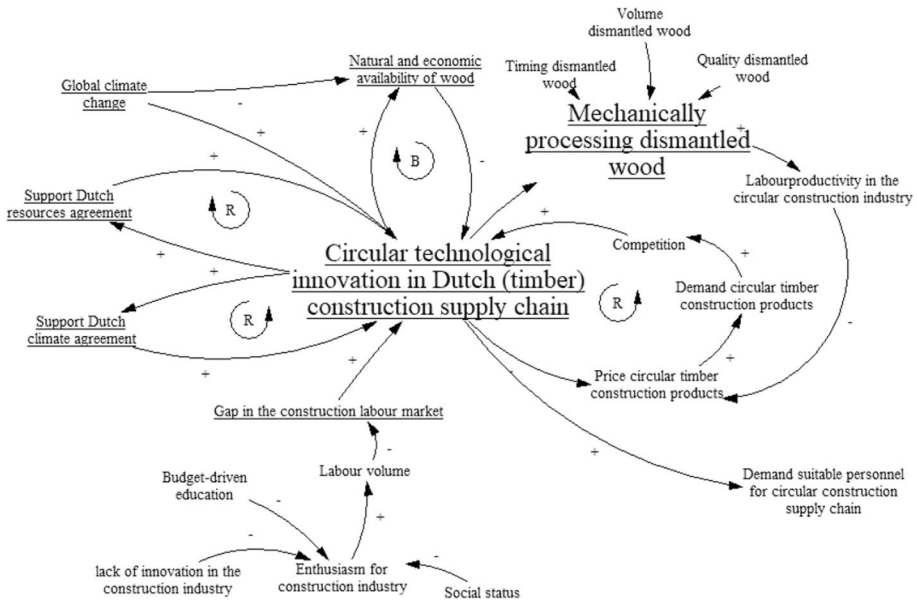 Volume
dismantled wood
Natural and economic
availability of wood
Timing dismantled
wood
Quality dismantled
wood
Global climate
change
-
+
+
+
B
-
Mechanically
processing dismantled
wood
+
Labourproductivity in the
circular construction industry
Support Dutch
resources agreement
R
+
+
Circular technological
innovation in Dutch (timber)
construction supply chain
+
Competition
+
Demand circular timber
construction products
R
R
Support Dutch
climate agreement
+
+
-
-
+
Price circular timber
construction products
Gap in the construction labour market
-
Labour volume
+
Demand suitable personnel
for circular construction
supply chain
Budget-driven
education
-
+
-
lack of innovation in the
construction industry
Enthusiasm for
construction industry
-
Social status